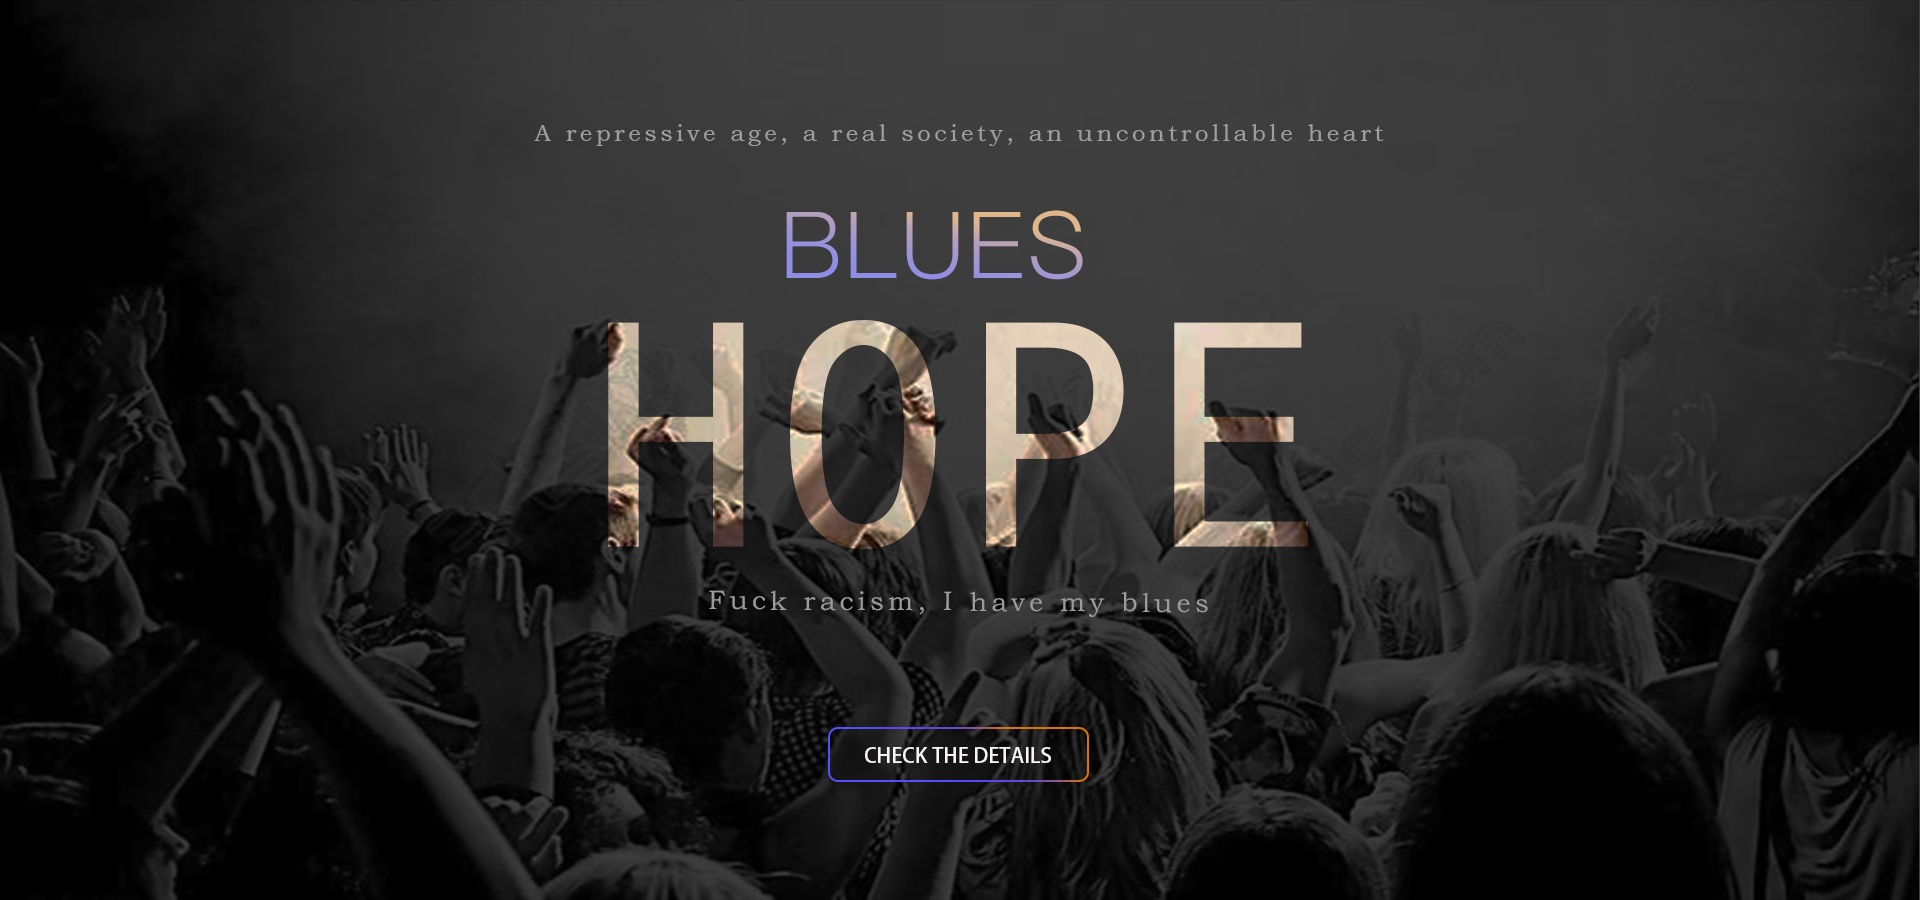 A repressive age, a real society, an uncontrollable heart
BLUES
HOPE
Fuck racism, I have my blues
CHECK THE DETAILS